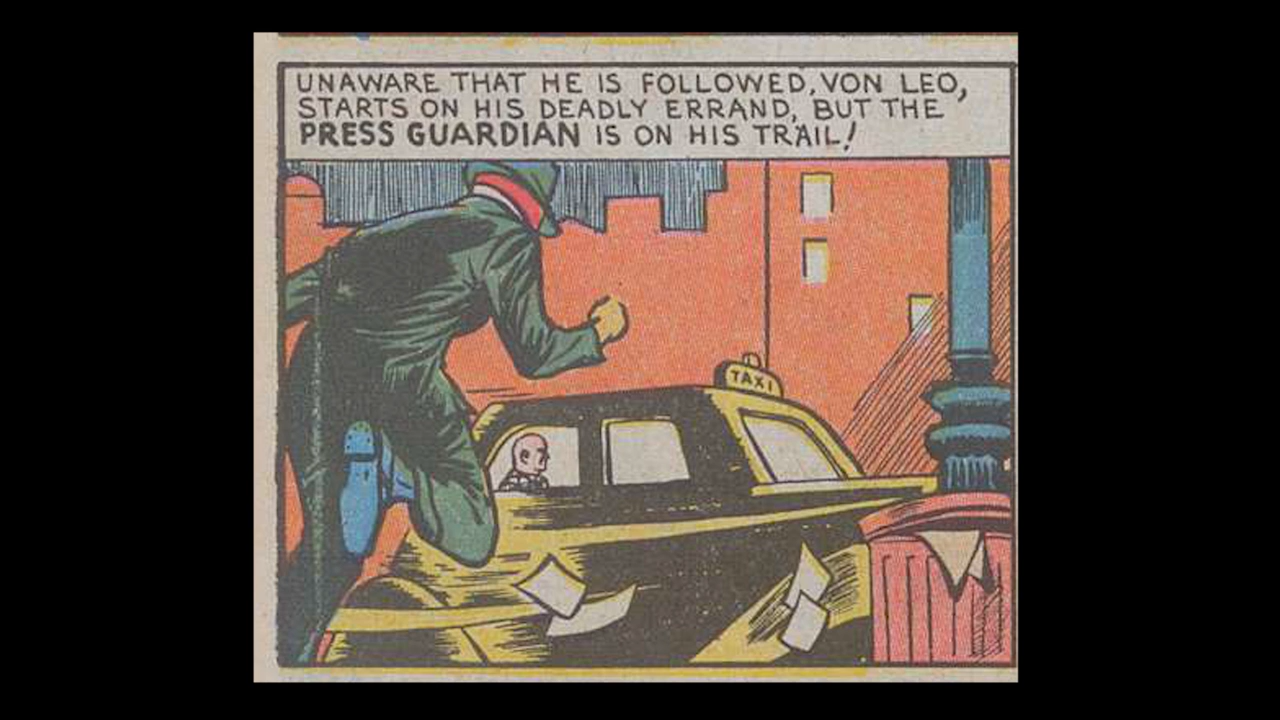 UNAWARE THAT HE IS FOLLOWED, VON LEO,
STARTS ON HIS DEADLY ERRAND, BUT THE
PRESS GUARDIAN IS ON HIS TRAIL!
TAXI